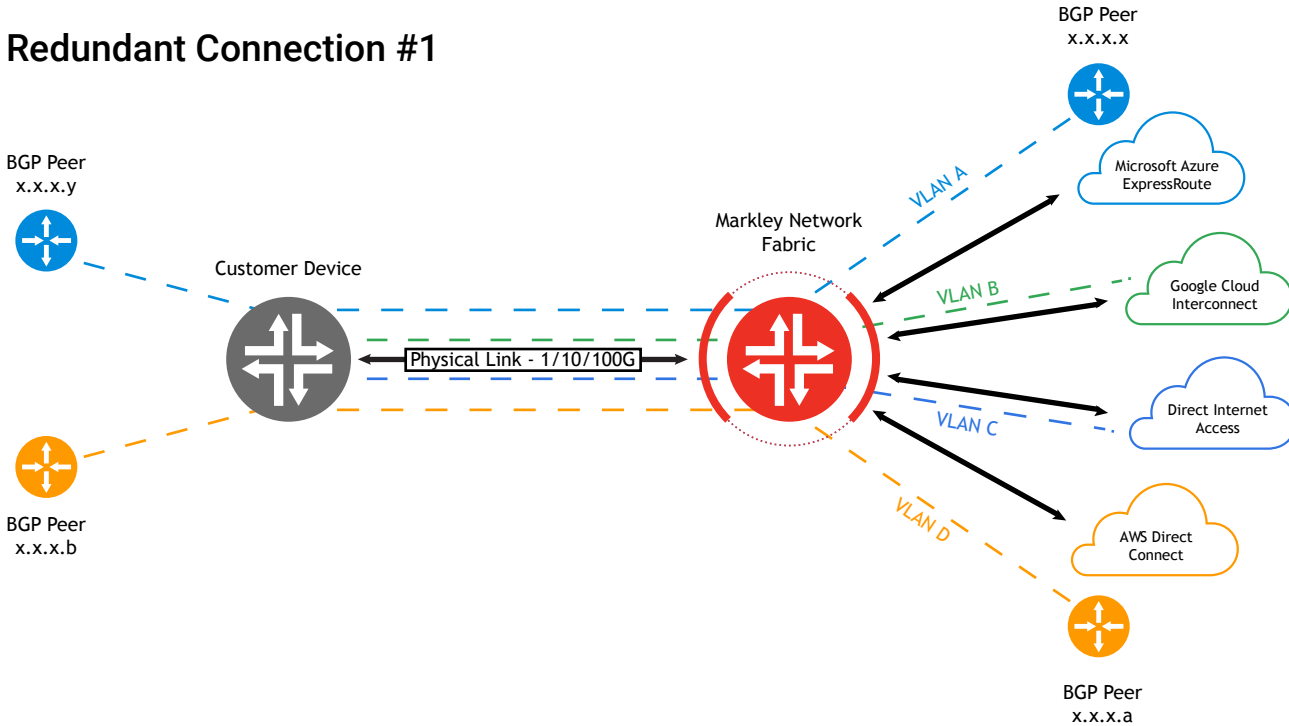 Redundant Connection #1
BGP Peer
x.x.x.x
BGP Peer
x.x.x.y
Microsoft Azure
ExpressRoute
VLAN A
Markley Network
Fabric
Customer Device
VLAN B
Google Cloud
Interconnect
Physical Link - 1/10/100G
Direct Internet
Access
VLAN C
VLAN D
BGP Peer
x.x.x.b
AWS Direct
Connect
BGP Peer
x.x.x.a